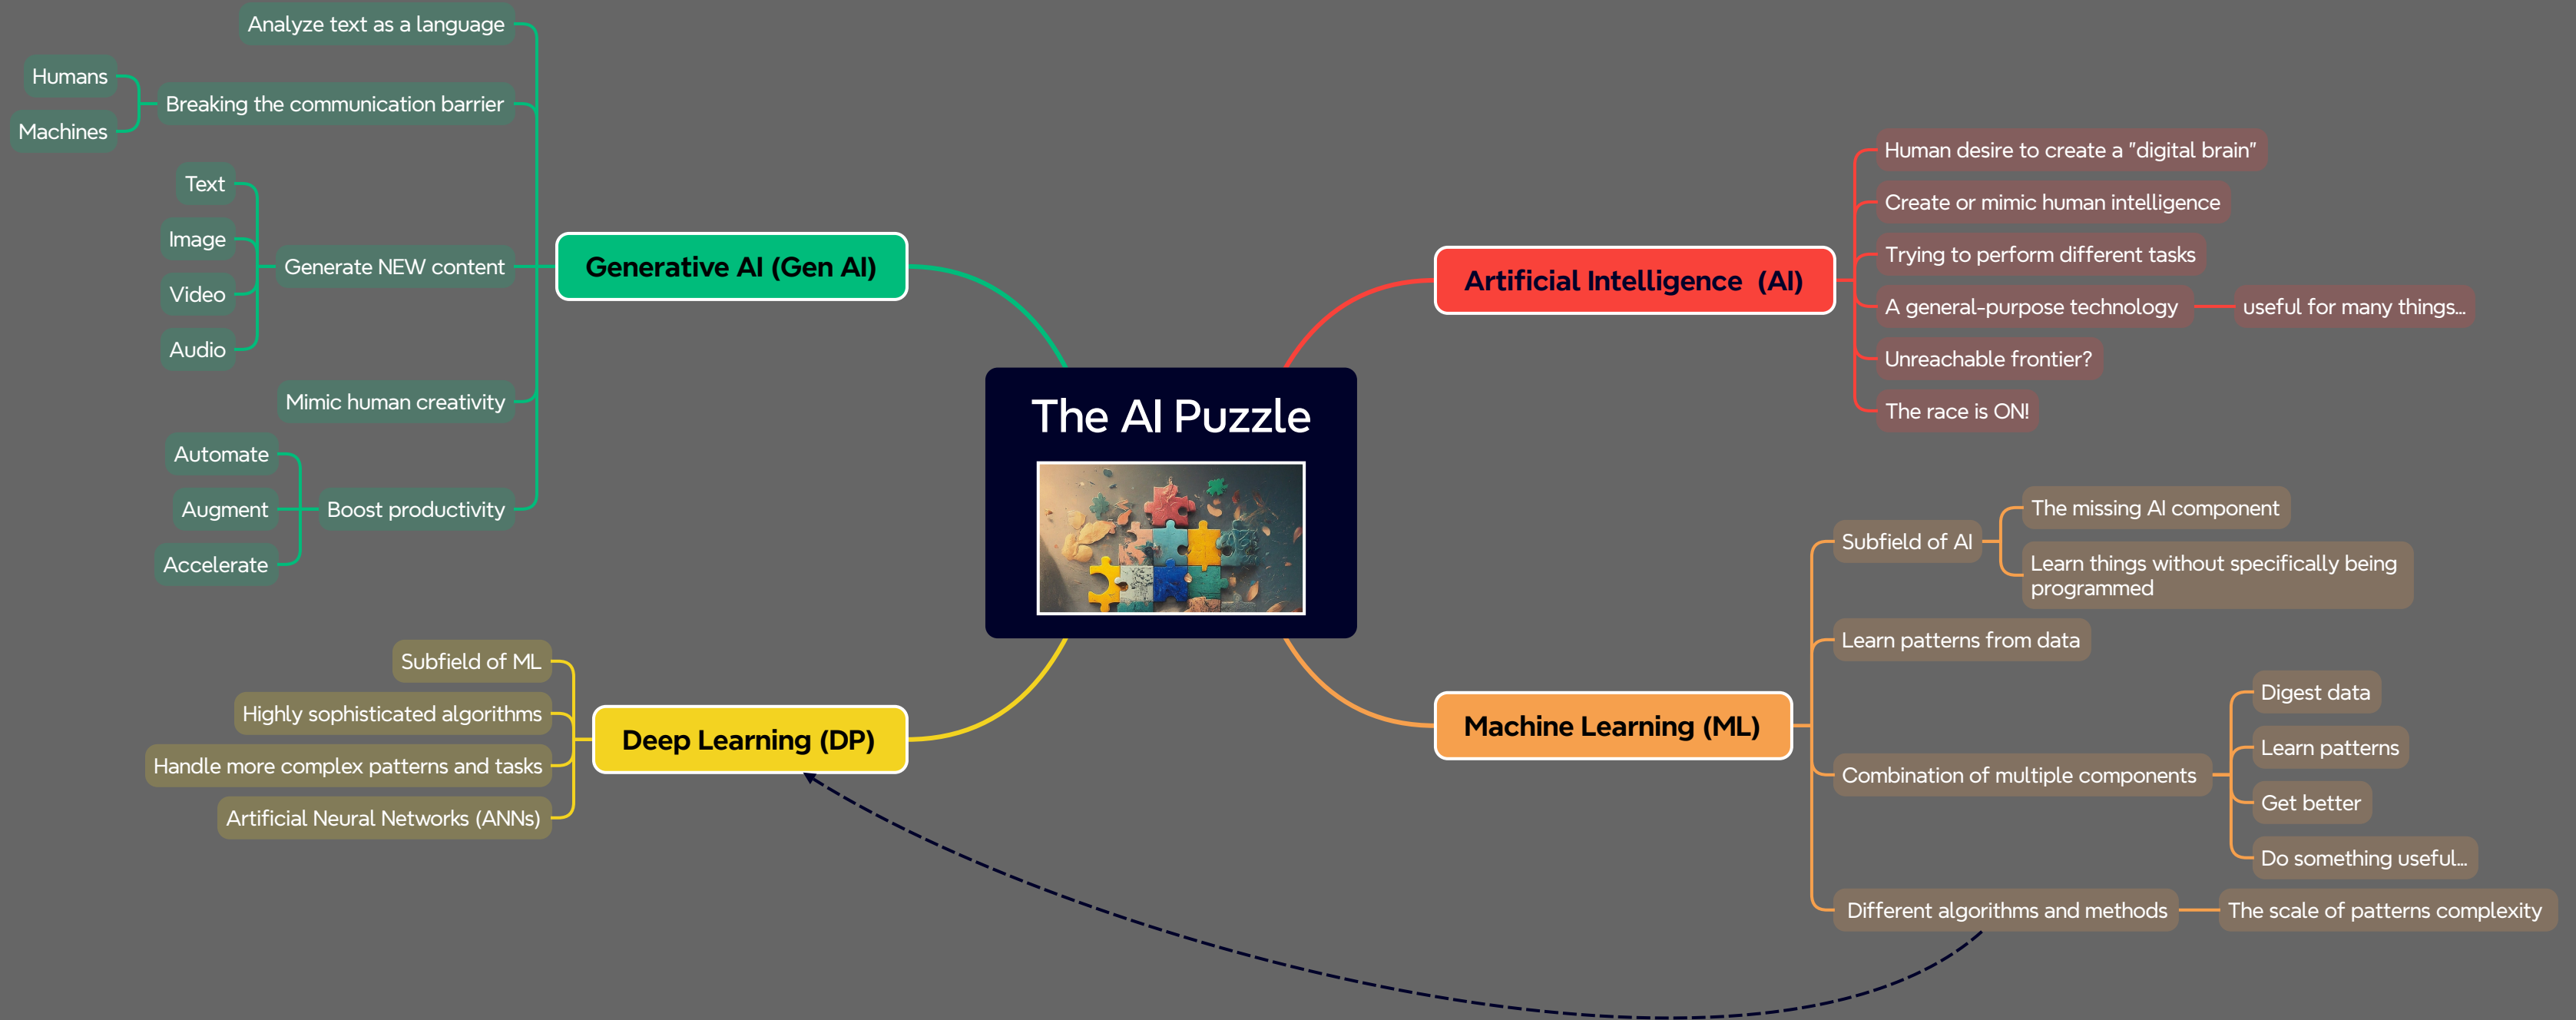 The AI Puzzle
Artificial Intelligence (AI)
Human desire to create a "digital brain"
Create or mimic human intelligence
Trying to perform different tasks
A general-purpose technology
useful for many things...
Unreachable frontier?
The race is ON!
Machine Learning (ML)
Subfield of AI
The missing AI component
Learn things without specifically being
programmed
Learn patterns from data
Combination of multiple components
Digest data
Learn patterns
Get better
Do something useful...
Different algorithms and methods
The scale of patterns complexity
Deep Learning (DP)
Subfield of ML
Highly sophisticated algorithms
Handle more complex patterns and tasks
Artificial Neural Networks (ANNs)
Generative AI (Gen AI)
Analyze text as a language
Breaking the communication barrier
Humans
Machines
Generate NEW content
Text
Image
Video
Audio
Mimic human creativity
Boost productivity
Automate
Augment
Accelerate